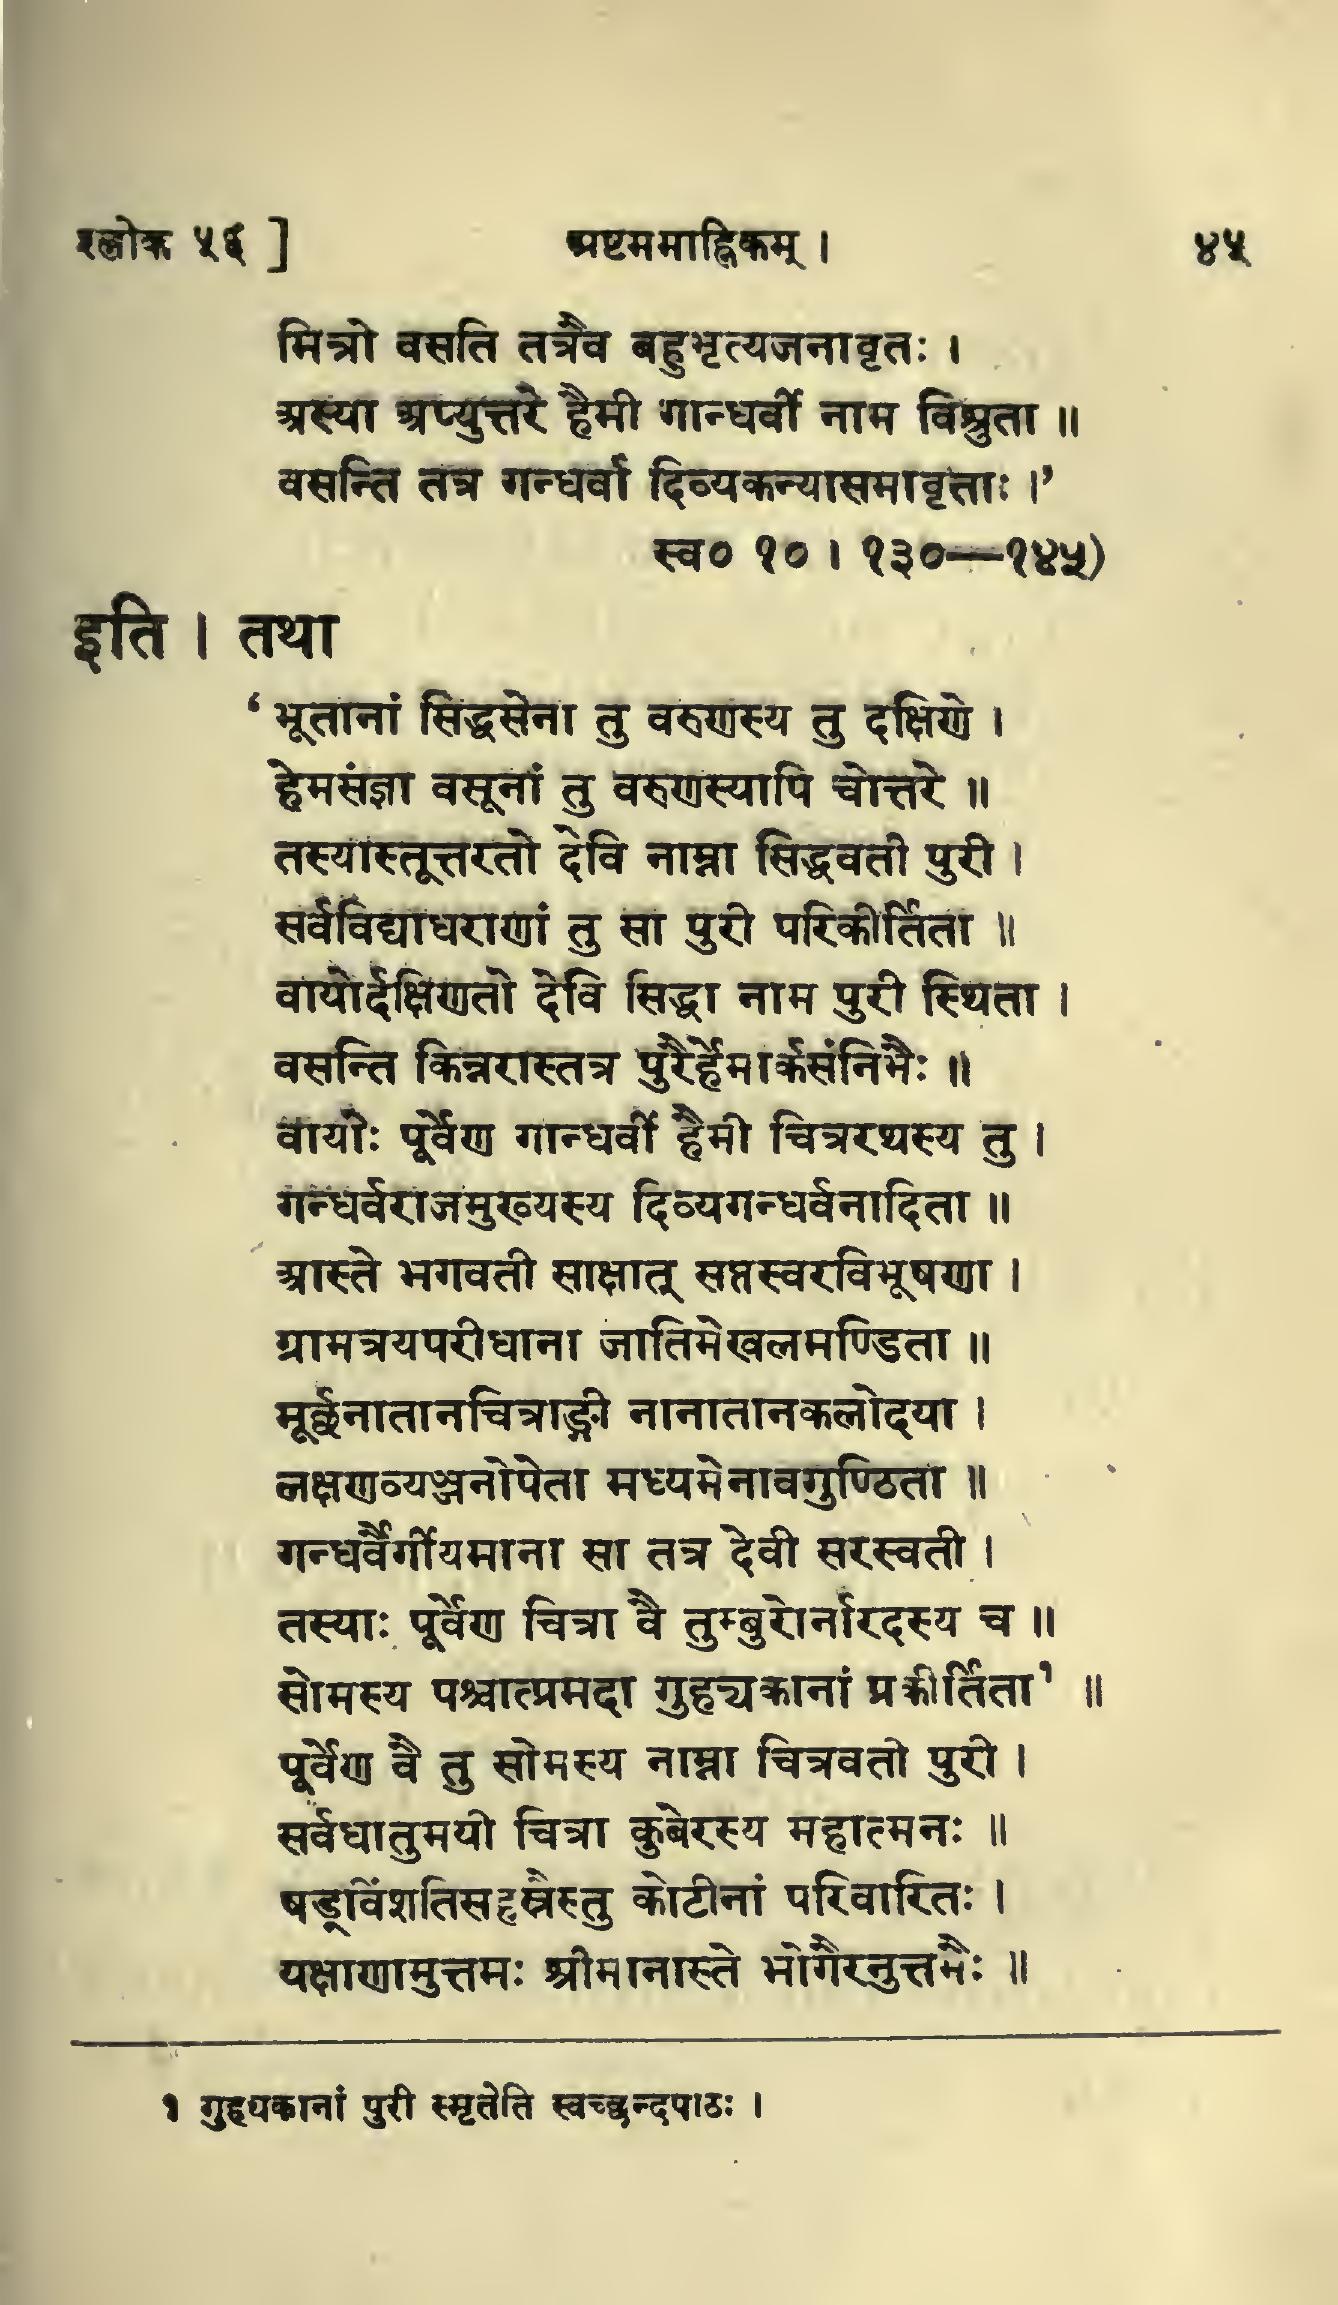 श्लोक ५६ ] अष्टममाह्निकम् । ४५
मित्रो वसति तत्रैव बहुभृत्यजनावृतः ।
अस्या अप्युत्तरे हैमी गान्धर्वी नाम विश्रुता ॥
वसन्ति तत्र गन्धर्वा दिव्यकन्यासमावृताः ।’
स्व० १० । १३०—१४५)
इति । तथा
‘भूतानां सिद्धसेना तु वरुणस्य तु दक्षिणे ।
हेमसंज्ञा वसूनां तु वरुणस्यापि चोत्तरे ॥
तस्यास्तूत्तरतो देवि नाम्ना सिद्धवती पुरी ।
सर्वविद्याधराणां तु सा पुरी परिकीर्तिता ॥
वायोर्दक्षिणतो देवि सिद्धा नाम पुरी स्थिता ।
वसन्ति किन्नरास्तत्र पुरैर्हेमार्कसंनिभैः ॥
वायोः पूर्वेण गान्धर्वी हैमी चित्ररथस्य तु ।
गन्धर्वराजमुख्यस्य दिव्यगन्धर्वनादिता ॥
आस्ते भगवती साक्षात् सप्तस्वरविभूषणा ।
ग्रामत्रयपरीधाना जातिमेखलमण्डिता ॥
मूर्छनातानचित्राङ्गी नानातानकलोदया ।
लक्षणव्यञ्जनोपेता मध्यमेनावगुण्ठिता ॥
गन्धर्वैर्गीयमाना सा तत्र देवी सरस्वती ।
तस्याः पूर्वेण चित्रा वै तुम्बुरोर्नारदस्य च ॥
सोमस्य पश्चात्प्रमदा गुहचकानां प्रकीर्तिता१ ॥
पूर्वेण वै तु सोमस्य नाम्ना चित्रवती पुरी ।
सर्वधातुमयी चित्रा कुबेरस्य महात्मनः ॥
षड्विंशतिसहस्रैस्तु कोटीनां परिवारितः ।
यक्षाणामुत्तमः श्रीमानास्ते भोगैरनुत्तमैः ॥
१ गुह्यकानां पुरी स्मृतेति स्वच्छन्दपाठः ।